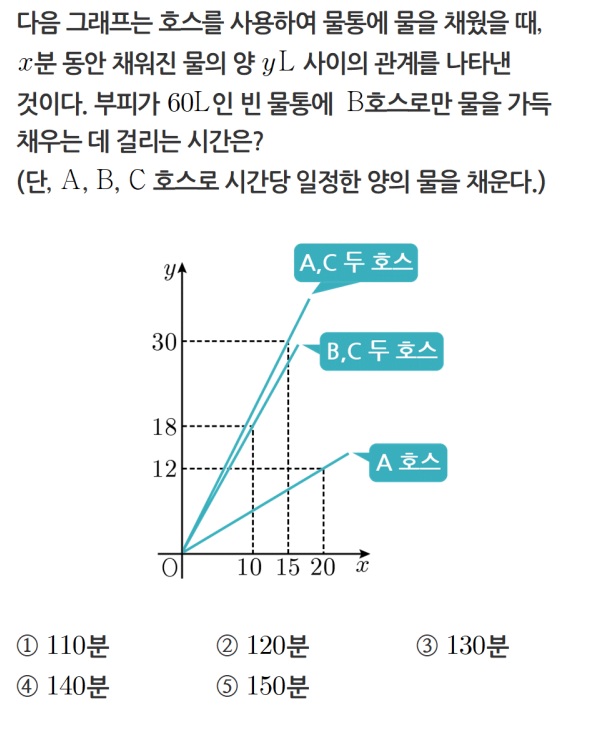 다음 그래프는 호스를 사용하여 물통에 물을 채웠을 때,
x분 동안 채워진 물의 양 yL 사이의 관계를 나타낸
것이다. 부피가 60L인 빈 물통에 B호스로만 물을 가득
채우는 데 걸리는 시간은?
(단, A, B, C 호스로 시간당 일정한 양의 물을 채운다.)
A,C 두 호스
y
30
B,C 두 호스
18
12
A 호스
O 10 15 20 x
① 110분 ② 120분 ③ 130분
④ 140분 ⑤ 150분